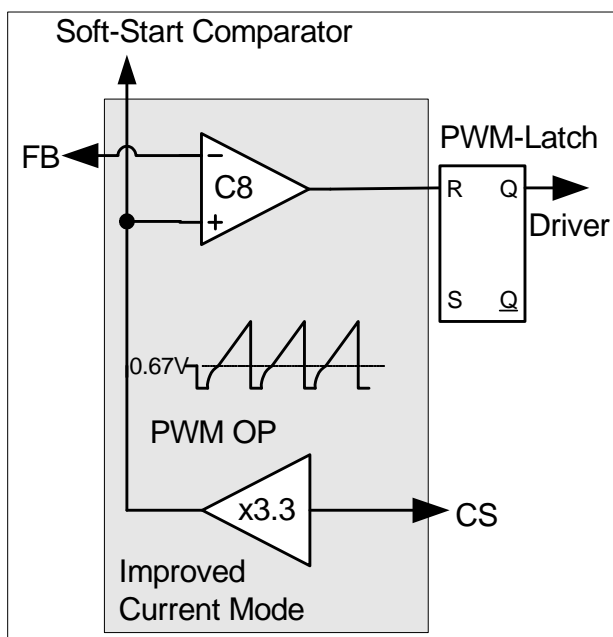 Soft-Start Comparator
FB
PWM-Latch
−
C8
+
R Q
Driver
S Q
0.67V
PWM OP
x3.3
CS
Improved
Current Mode